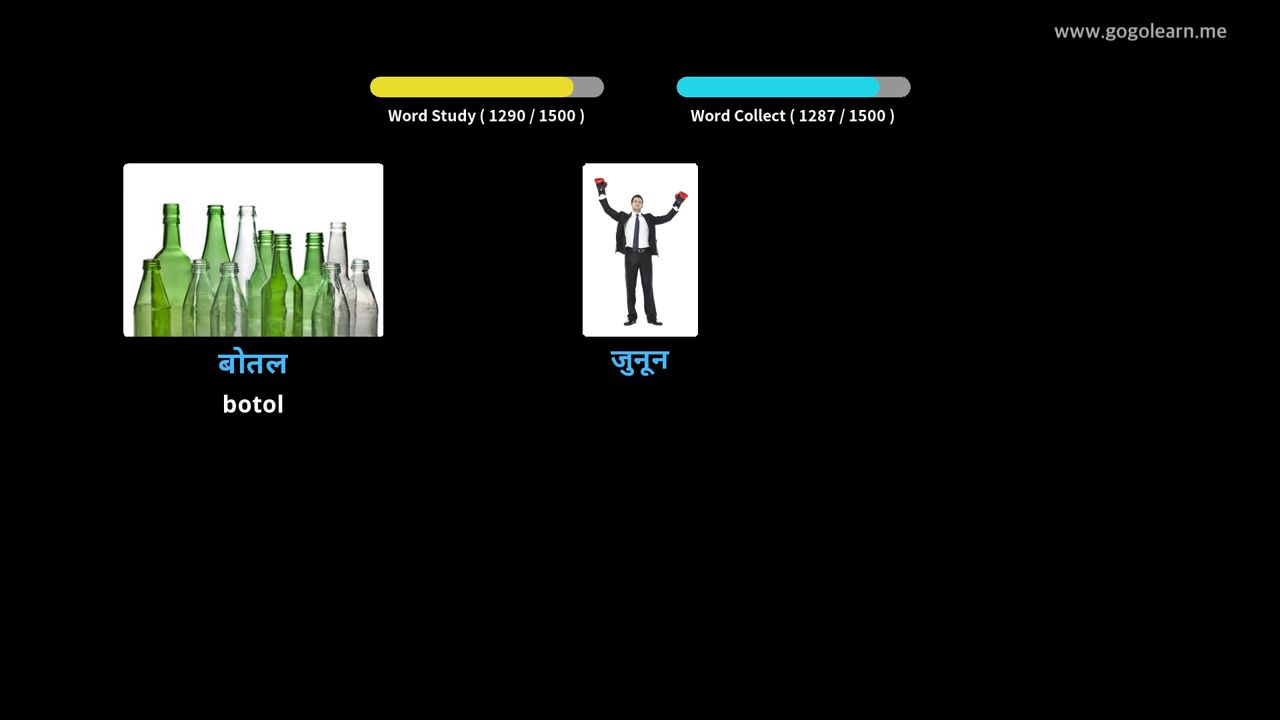 www.gogolearn.me
Word Study ( 1290 / 1500 )
Word Collect ( 1287 / 1500 )
बोतल
जुनून
botol